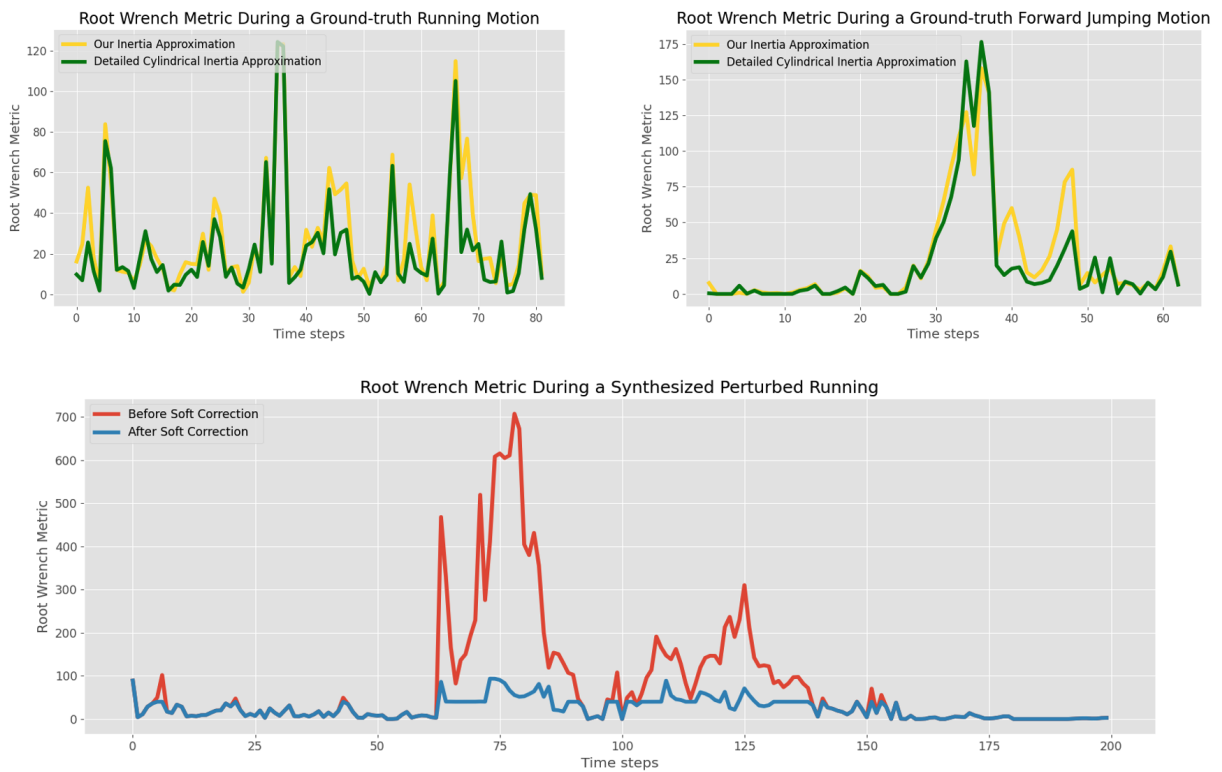 Root Wrench Metric During a Ground-truth Running Motion
Our Inertia Approximation
Detailed Cylindrical Inertia Approximation
Root Wrench Metric
120
100
80
60
40
20
0
0 10 20 30 40 50 60 70 80
Time steps
Root Wrench Metric During a Ground-truth Forward Jumping Motion
Our Inertia Approximation
Detailed Cylindrical Inertia Approximation
Root Wrench Metric
175
150
125
100
75
50
25
0
0 10 20 30 40 50 60
Time steps
Root Wrench Metric During a Synthesized Perturbed Running
Before Soft Correction
After Soft Correction
Root Wrench Metric
700
600
500
400
300
200
100
0
0 25 50 75 100 125 150 175 200
Time steps